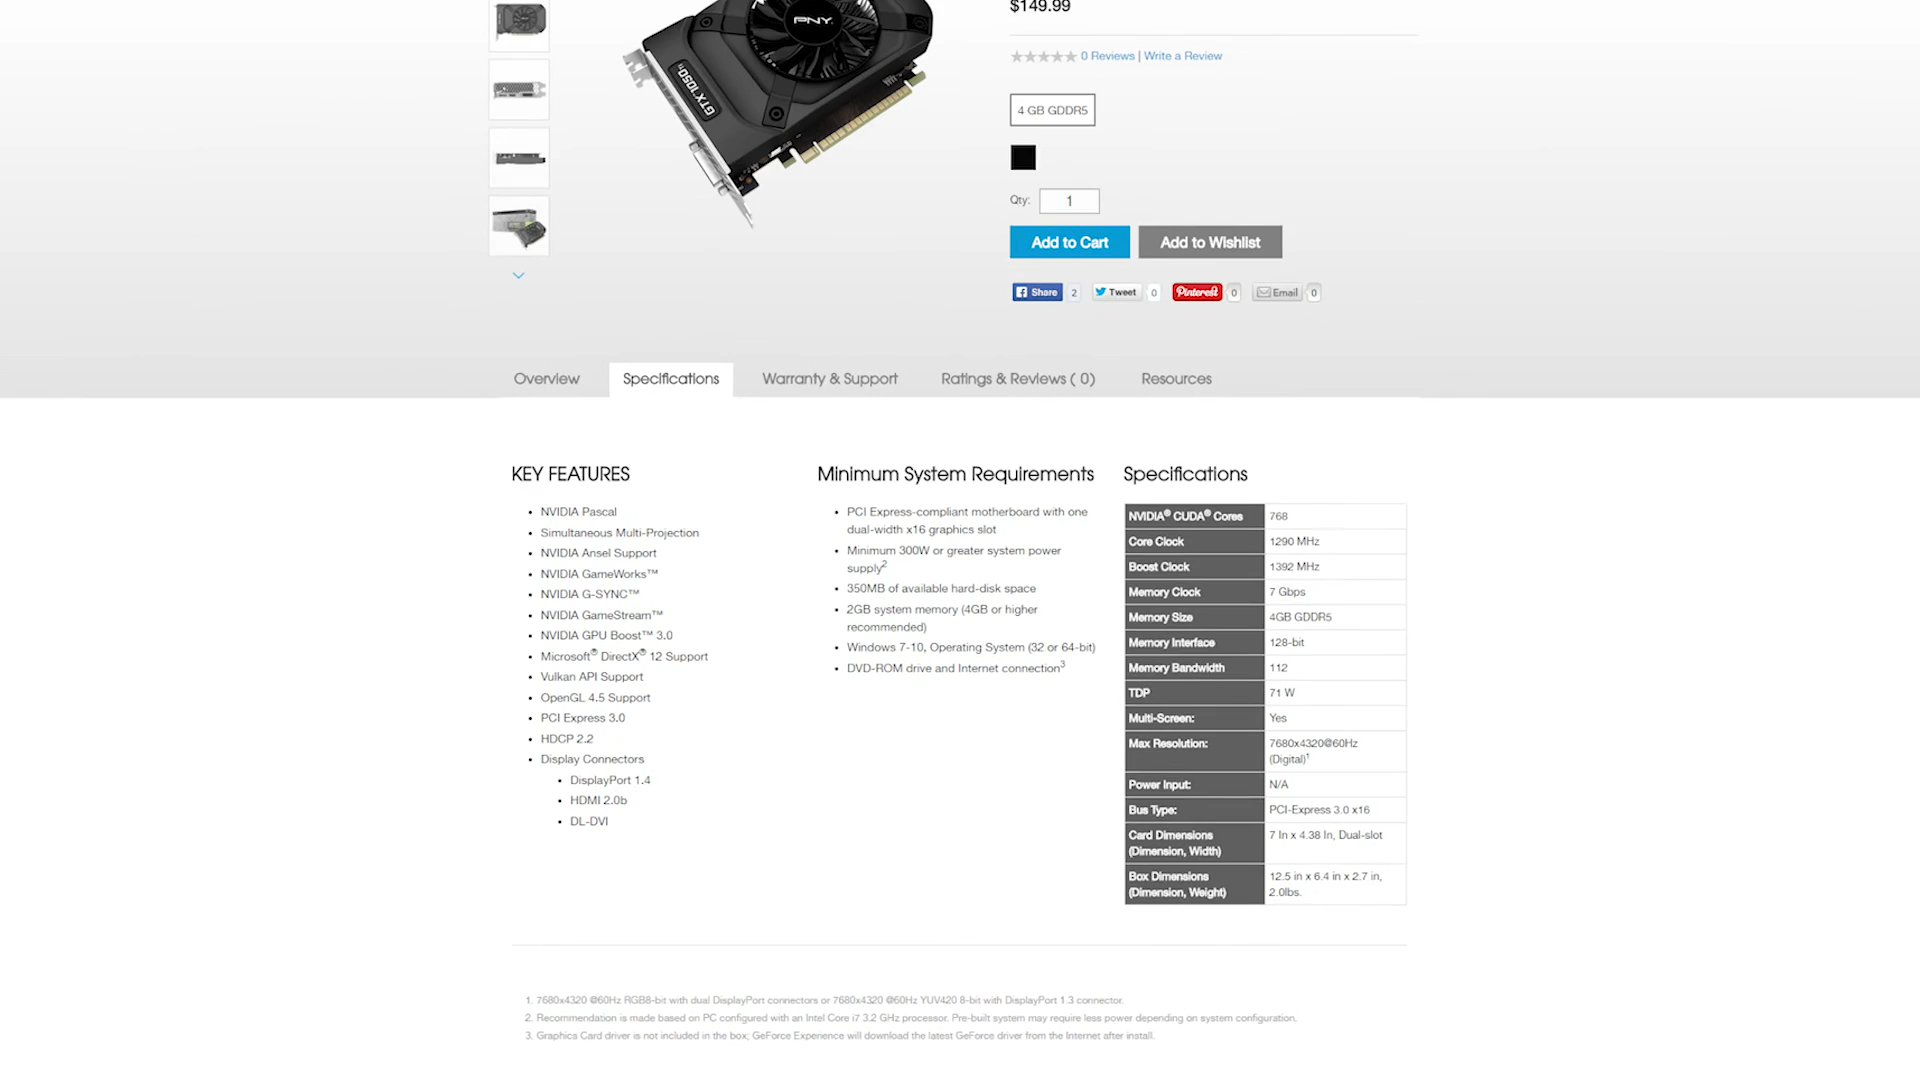 $149.99
PNY
GTX 1050 Ti
0 Reviews | Write a Review
4 GB GDDR5
Qty: 1
Add to Cart Add to Wishlist
Share 2 Tweet 0 Pinterest 0 Email 0
Overview Specifications Warranty & Support Ratings & Reviews ( 0) Resources
KEY FEATURES
• NVIDIA Pascal
• Simultaneous Multi-Projection
• NVIDIA Ansel Support
• NVIDIA GameWorks™
• NVIDIA G-SYNC™
• NVIDIA GameStream™
• NVIDIA GPU Boost™ 3.0
• Microsoft® DirectX® 12 Support
• Vulkan API Support
• OpenGL 4.5 Support
• PCI Express 3.0
• HDCP 2.2
• Display Connectors
• DisplayPort 1.4
• HDMI 2.0b
• DL-DVI
Minimum System Requirements
• PCI Express-compliant motherboard with one
dual-width x16 graphics slot
• Minimum 300W or greater system power
supply2
• 350MB of available hard-disk space
• 2GB system memory (4GB or higher
recommended)
• Windows 7-10, Operating System (32 or 64-bit)
• DVD-ROM drive and Internet connection3
Specifications
NVIDIA® CUDA® Cores 768
Core Clock 1290 MHz
Boost Clock 1392 MHz
Memory Clock 7 Gbps
Memory Size 4GB GDDR5
Memory Interface 128-bit
Memory Bandwidth 112
TDP 71 W
Multi-Screen: Yes
Max Resolution: 7680x4320@60Hz
(Digital)1
Power Input: N/A
Bus Type: PCI-Express 3.0 x16
Card Dimensions 7 In x 4.38 In, Dual-slot
(Dimension, Width)
Box Dimensions 12.5 in x 6.4 in x 2.7 in,
(Dimension, Weight) 2.0lbs.
1. 7680x4320 @60Hz RGB8-bit with dual DisplayPort connectors or 7680x4320 @60Hz YUV420 8-bit with DisplayPort 1.3 connector.
2. Recommendation is made based on PC configured with an Intel Core i7 3.2 GHz processor. Pre-built system may require less power depending on system configuration.
3. Graphics Card driver is not included in the box; GeForce Experience will download the latest GeForce driver from the Internet after install.